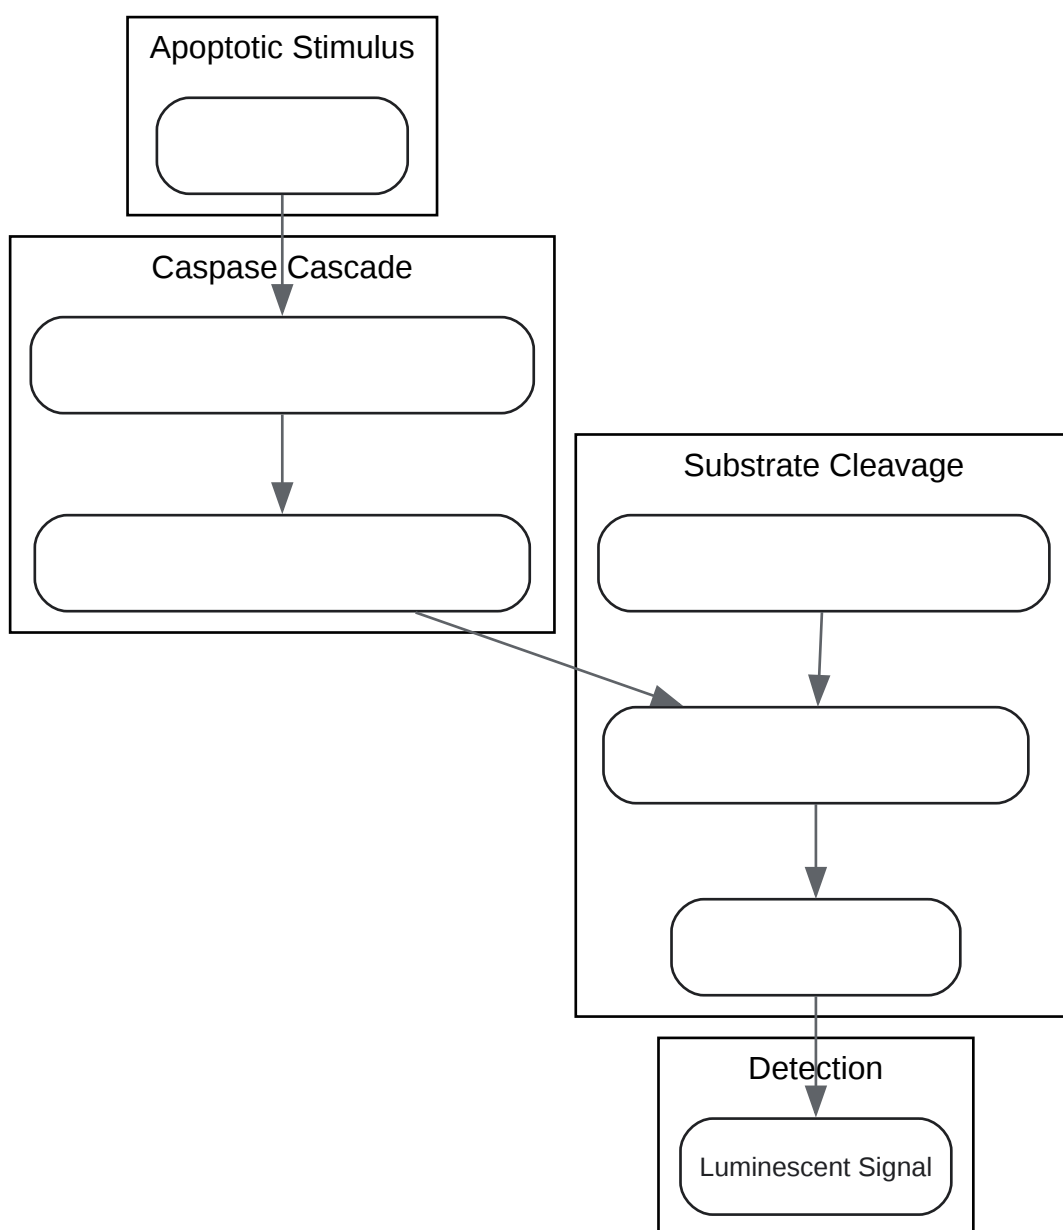 Apoptotic Stimulus
Caspase Cascade
Substrate Cleavage
Detection
Luminescent Signal